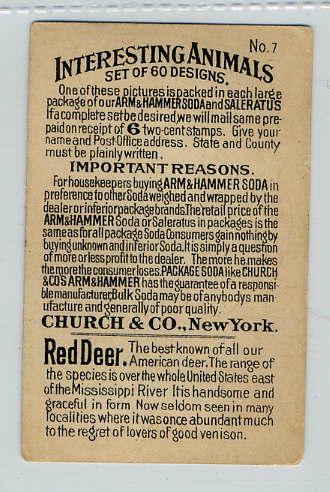 No. 7
INTERESTING ANIMALS
SET OF 60 DESIGNS.
One of these pictures is packed in each large
package of our ARM & HAMMER SODA and SALERATUS
If a complete set be desired, we will mail same pre-
paid on receipt of 6 two-cent stamps. Give your
name and Post Office address. State and County
must be plainly written.
IMPORTANT REASONS.
For housekeepers buying ARM & HAMMER SODA in
preference to other Soda weighed and wrapped by the
dealer or inferior package brands. The retail price of the
ARM & HAMMER Soda or Saleratus in packages is the
same as for all package Soda. Consumers gain nothing by
buying unknown and inferior Soda. It is simply a question
of more or less profit to the dealer. The more he makes
the more the consumer loses. PACKAGE SODA like CHURCH
& CO'S ARM & HAMMER has the guarantee of a responsi-
ble manufacturer, Bulk Soda may be of anybodys man-
ufacture and generally of poor quality.
CHURCH & CO., New York.
Red Deer. The best known of all our
American deer. The range of
the species is over the whole United States east
of the Mississippi River It is handsome and
graceful in form Now seldom seen in many
localities where it was once abundant much
to the regret of lovers of good venison.